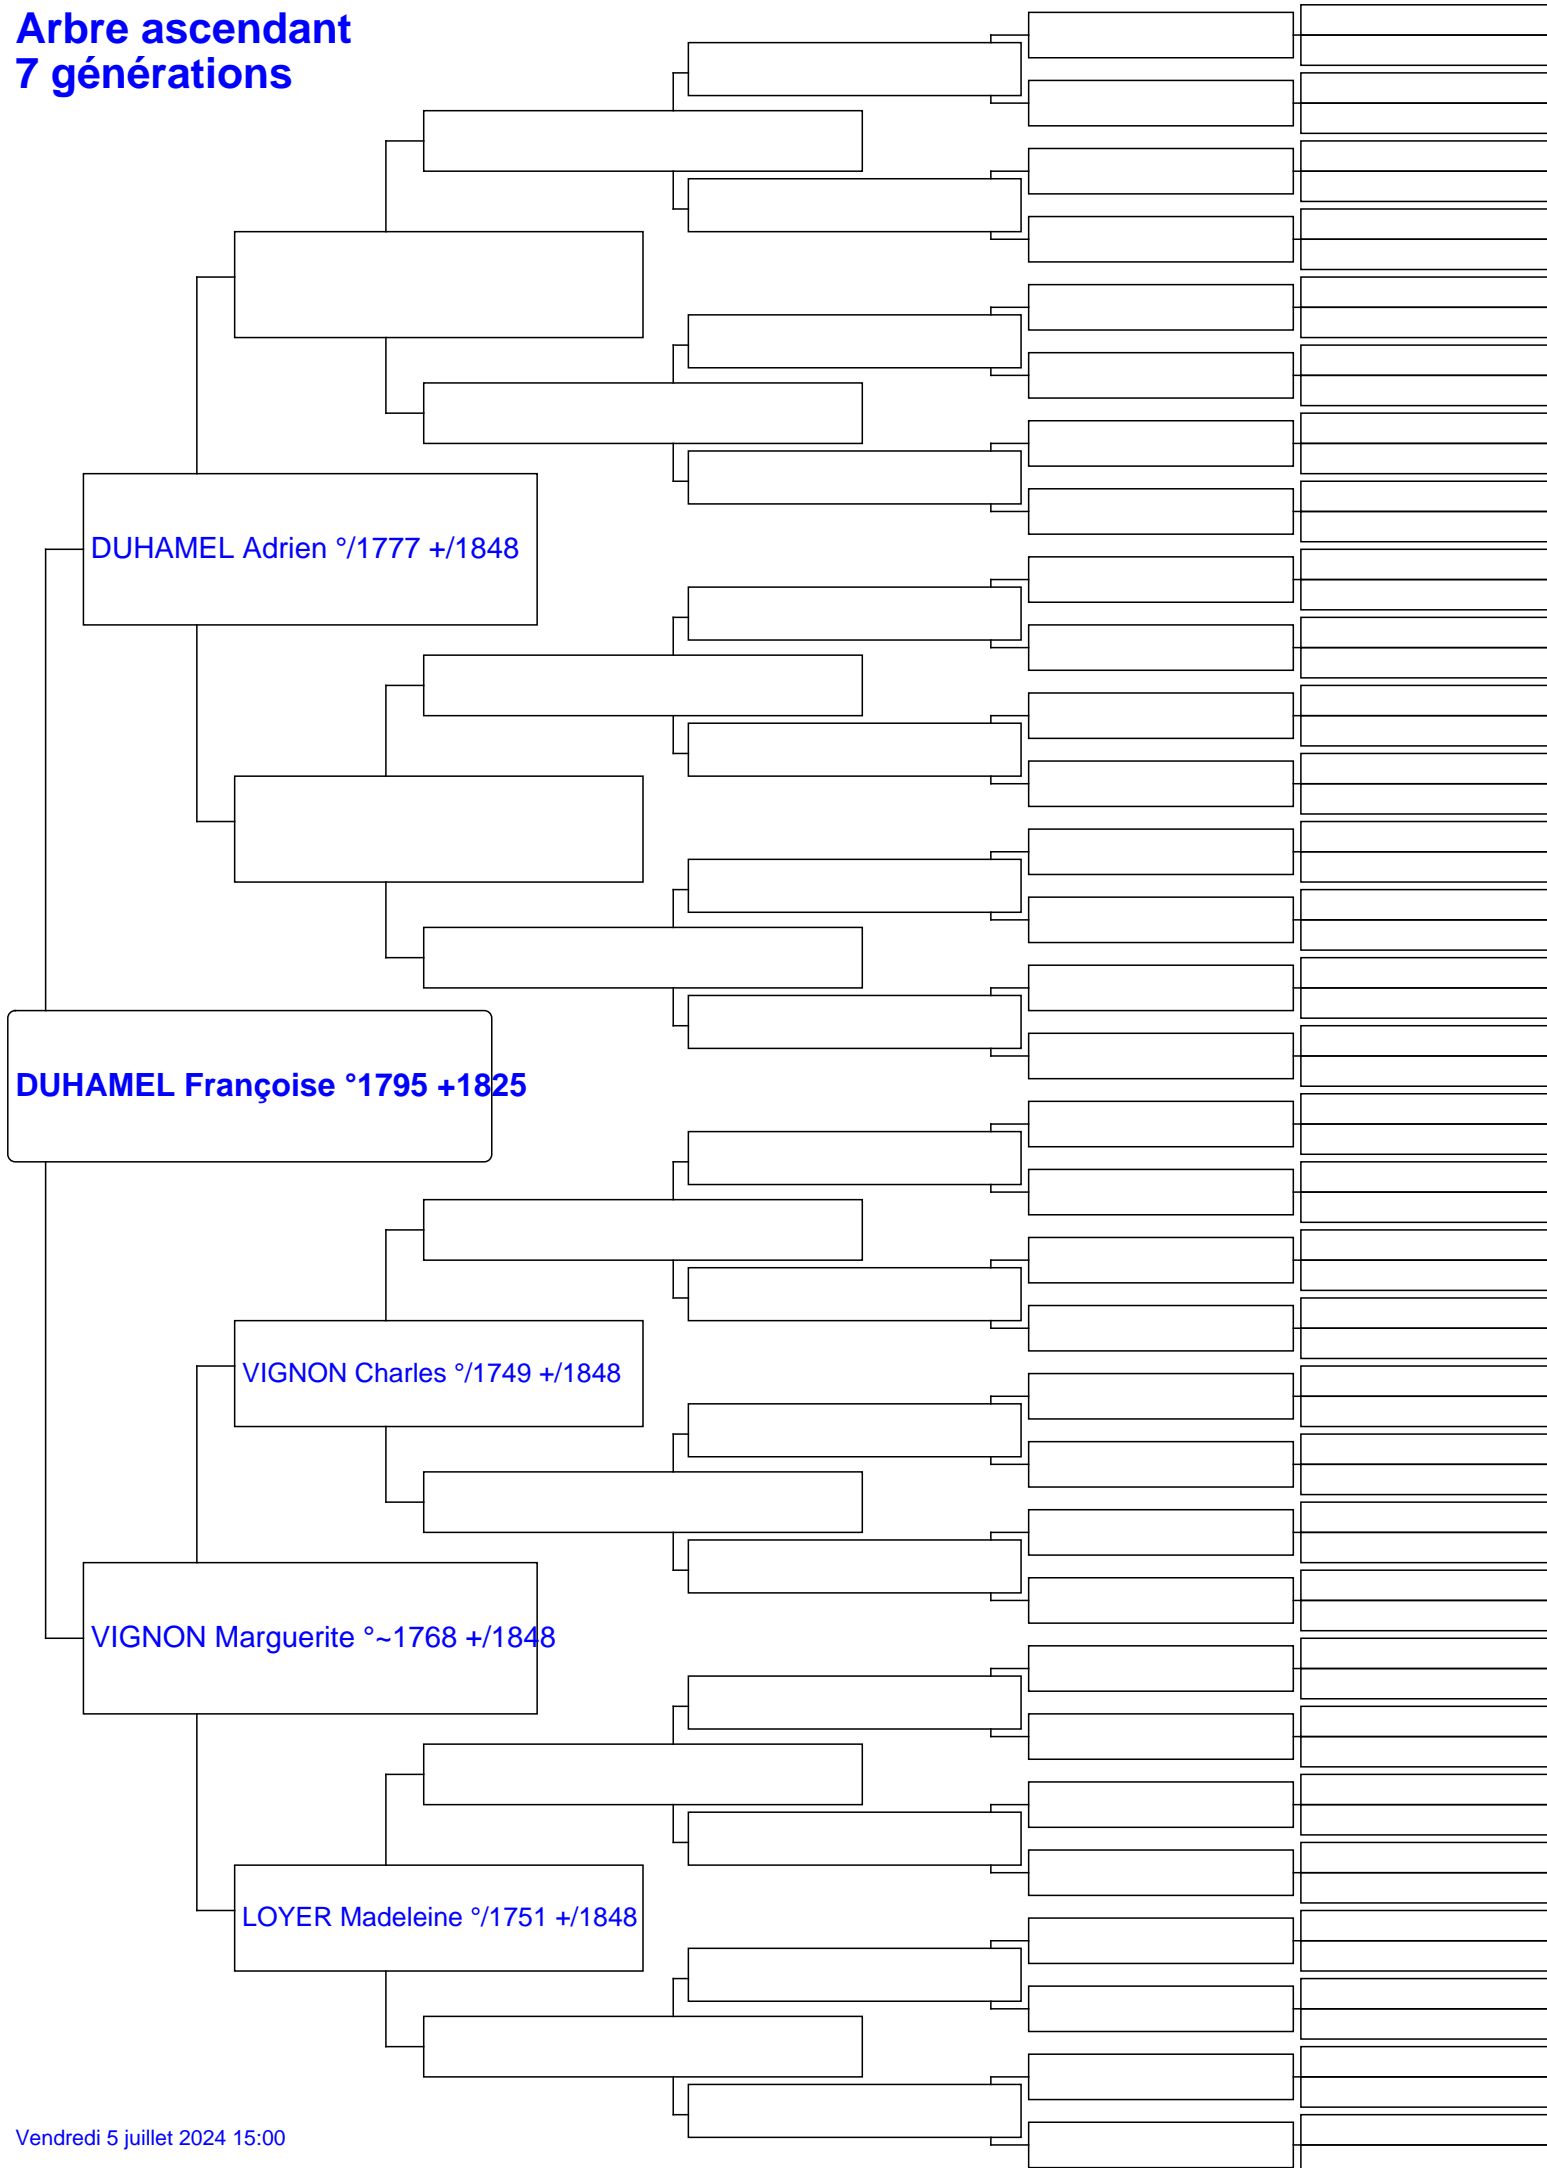 Arbre ascendant
7 générations
DUHAMEL Adrien °/1777 +/1848
DUHAMEL Françoise °1795 +1825
VIGNON Charles °/1749 +/1848
VIGNON Marguerite °~1768 +/1848
LOYER Madeleine °/1751 +/1848
Vendredi 5 juillet 2024 15:00